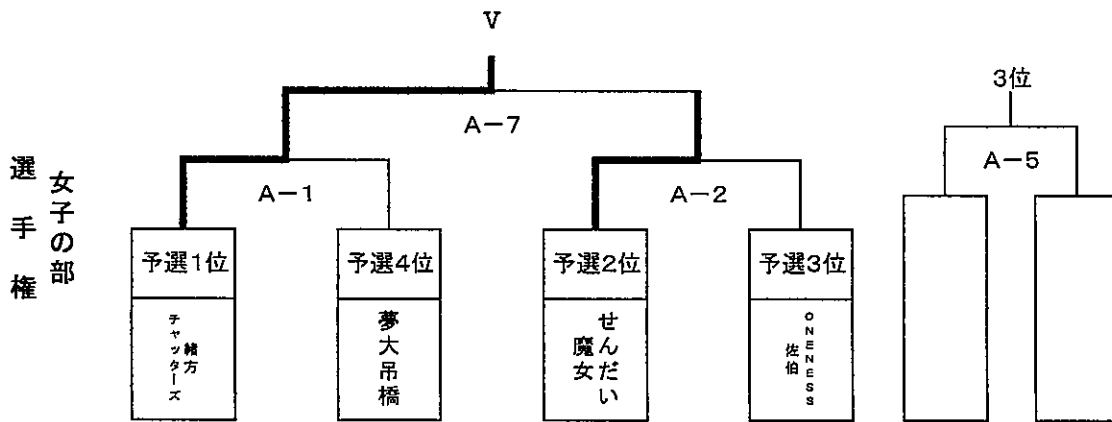 V
3位
A－7
A－5
A－1
A－2
選手権
女子の部
予選1位
予選4位
予選2位
予選3位
緒方
チャッターズ
夢大吊橋
せんだい
魔女
ONENESS
佐伯